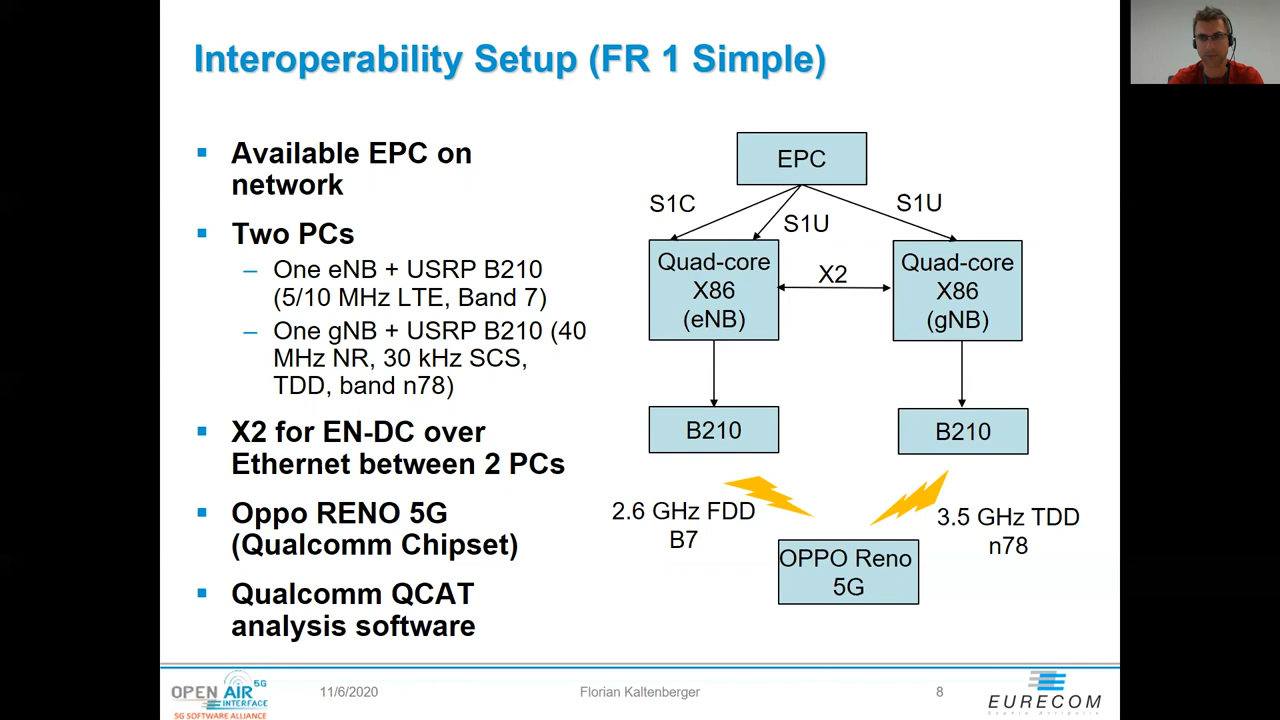 Interoperability Setup (FR 1 Simple)
Available EPC on
network
Two PCs
– One eNB + USRP B210
(5/10 MHz LTE, Band 7)
– One gNB + USRP B210 (40
MHz NR, 30 kHz SCS,
TDD, band n78)
X2 for EN-DC over
Ethernet between 2 PCs
Oppo RENO 5G
(Qualcomm Chipset)
Qualcomm QCAT
analysis software
EPC
S1C
S1U
S1U
Quad-core
X86
(eNB)
X2
Quad-core
X86
(gNB)
B210
B210
2.6 GHz FDD
B7
3.5 GHz TDD
n78
OPPO Reno
5G
OPEN AIR 5G
INTERFACE
5G SOFTWARE ALLIANCE
11/6/2020
Florian Kaltenberger
8
EURECOM
Sophia Antipolis